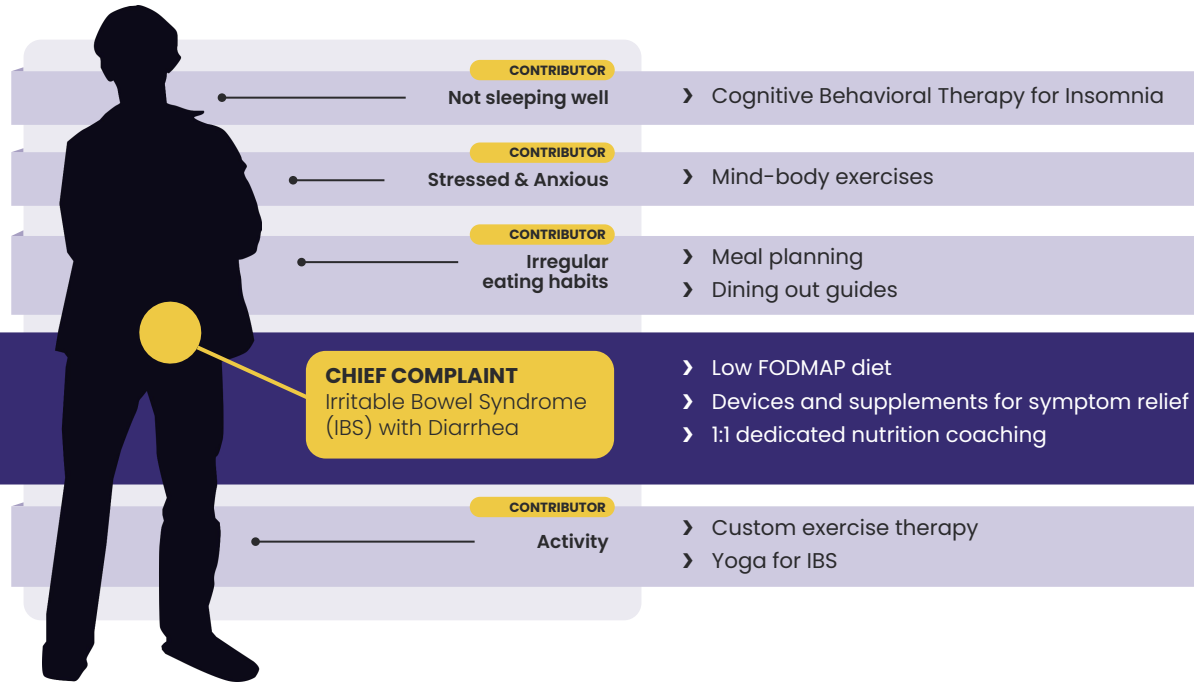 CONTRIBUTOR
Not sleeping well
Cognitive Behavioral Therapy for Insomnia
CONTRIBUTOR
Stressed & Anxious
Mind-body exercises
CONTRIBUTOR
Irregular
eating habits
Meal planning
Dining out guides
CHIEF COMPLAINT
Irritable Bowel Syndrome
(IBS) with Diarrhea
Low FODMAP diet
Devices and supplements for symptom relief
1:1 dedicated nutrition coaching
CONTRIBUTOR
Activity
Custom exercise therapy
Yoga for IBS